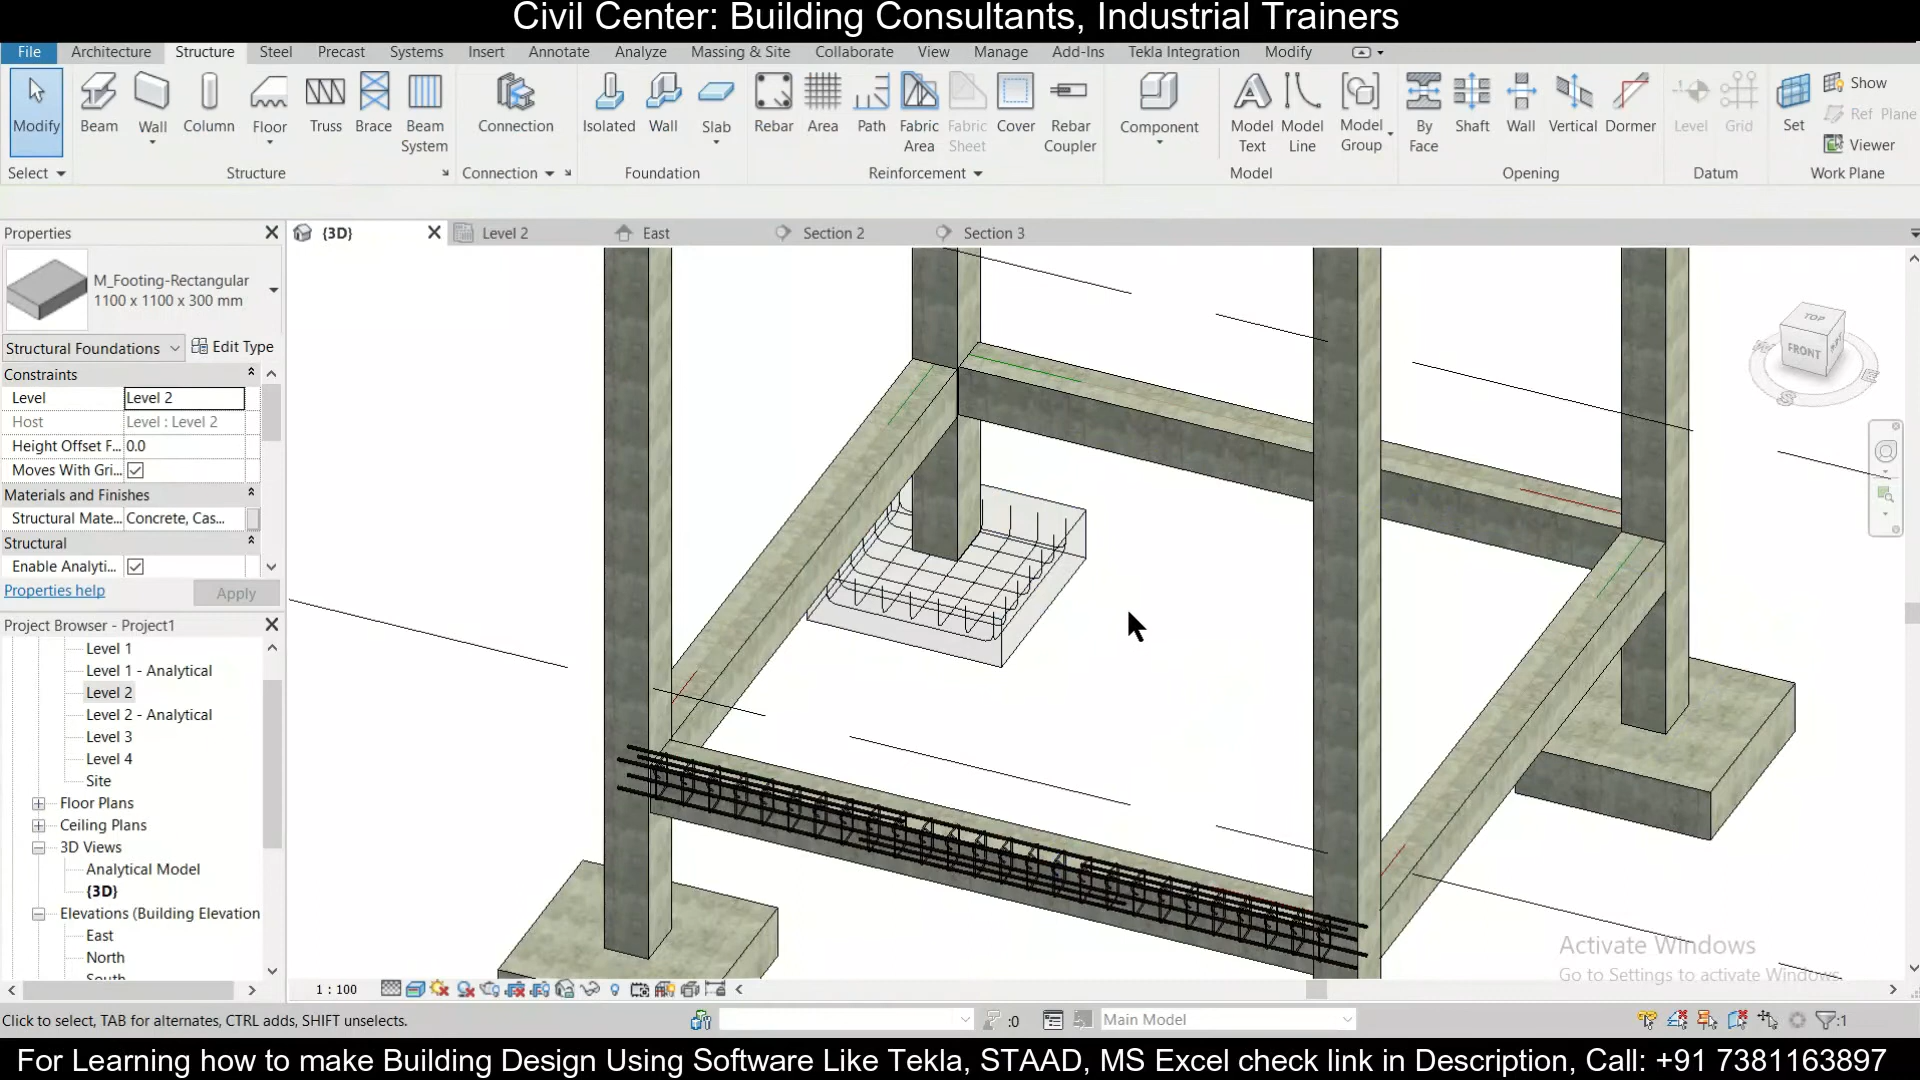 Civil Center: Building Consultants, Industrial Trainers
File Architecture Structure Steel Precast Systems Insert Annotate Analyze Massing & Site Collaborate View Manage Add-Ins Tekla Integration Modify
Modify Beam Wall Column Floor Truss Brace Beam System Connection Isolated Wall Slab Rebar Area Path Fabric Area Fabric Sheet Cover Rebar Coupler Component Model Text Model Line Model Group By Face Shaft Wall Vertical Dormer Level Grid Set Show
Ref Plane
Viewer
Select Structure Connection Foundation Reinforcement Model Opening Datum Work Plane
Properties
{3D} Level 2 East Section 2 Section 3
M_Footing-Rectangular
1100 x 1100 x 300 mm
Structural Foundations Edit Type
Constraints
Level Level 2
Host Level : Level 2
Height Offset F... 0.0
Moves With Gri...
Materials and Finishes
Structural Mate... Concrete, Cas...
Structural
Enable Analyti...
Properties help Apply
Project Browser - Project1
Level 1
Level 1 - Analytical
Level 2
Level 2 - Analytical
Level 3
Level 4
Site
Floor Plans
Ceiling Plans
3D Views
Analytical Model
{3D}
Elevations (Building Elevation
East
North
TOP
FRONT
W
E
S
Activate Windows
Go to Settings to activate Windows.
1 : 100
Click to select, TAB for alternates, CTRL adds, SHIFT unselects. :0 Main Model :1
For Learning how to make Building Design Using Software Like Tekla, STAAD, MS Excel check link in Description, Call: +91 7381163897